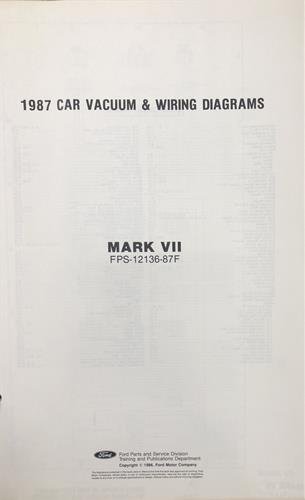 1987 CAR VACUUM & WIRING DIAGRAMS
MARK VII
FPS-12136-87F
Ford
Ford Parts and Service Division
Training and Publications Department
Copyright © 1986, Ford Motor Company